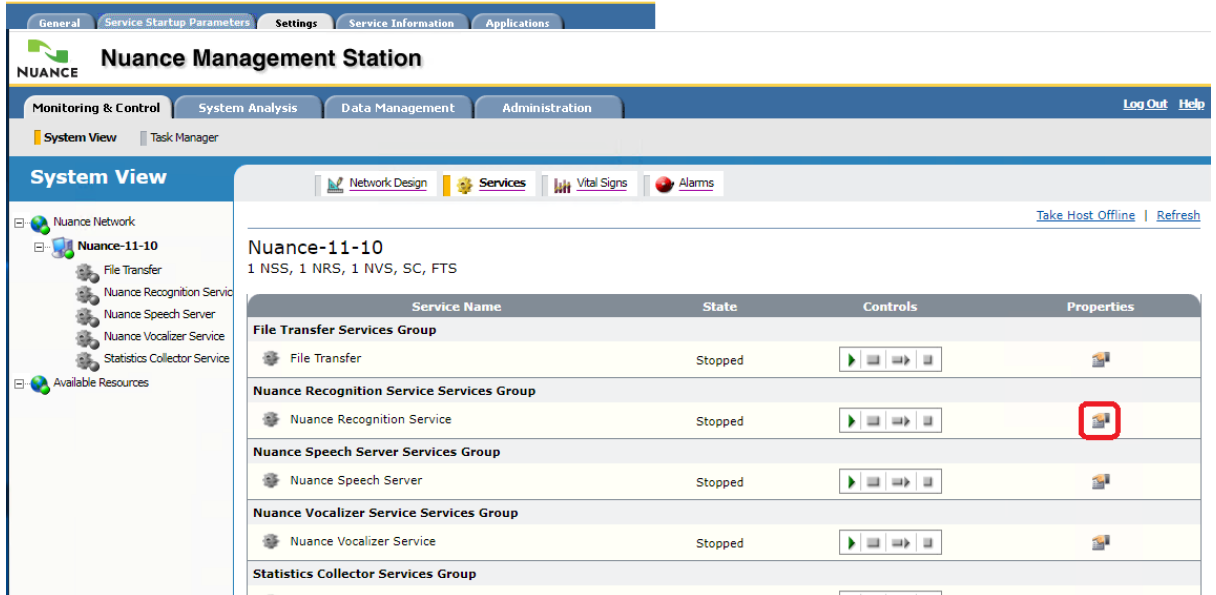 General Service Startup Parameters Settings Service Information Applications
NUANCE
Nuance Management Station
Monitoring & Control System Analysis Data Management Administration Log Out Help
System View Task Manager
System View
Network Design Services Vital Signs Alarms
Take Host Offline | Refresh
Nuance Network
Nuance-11-10
File Transfer
Nuance Recognition Servic
Nuance Speech Server
Nuance Vocalizer Service
Statistics Collector Service
Available Resources
Nuance-11-10
1 NSS, 1 NRS, 1 NVS, SC, FTS
Service Name State Controls Properties
File Transfer Services Group
File Transfer Stopped
Nuance Recognition Service Services Group
Nuance Recognition Service Stopped
Nuance Speech Server Services Group
Nuance Speech Server Stopped
Nuance Vocalizer Service Services Group
Nuance Vocalizer Service Stopped
Statistics Collector Services Group